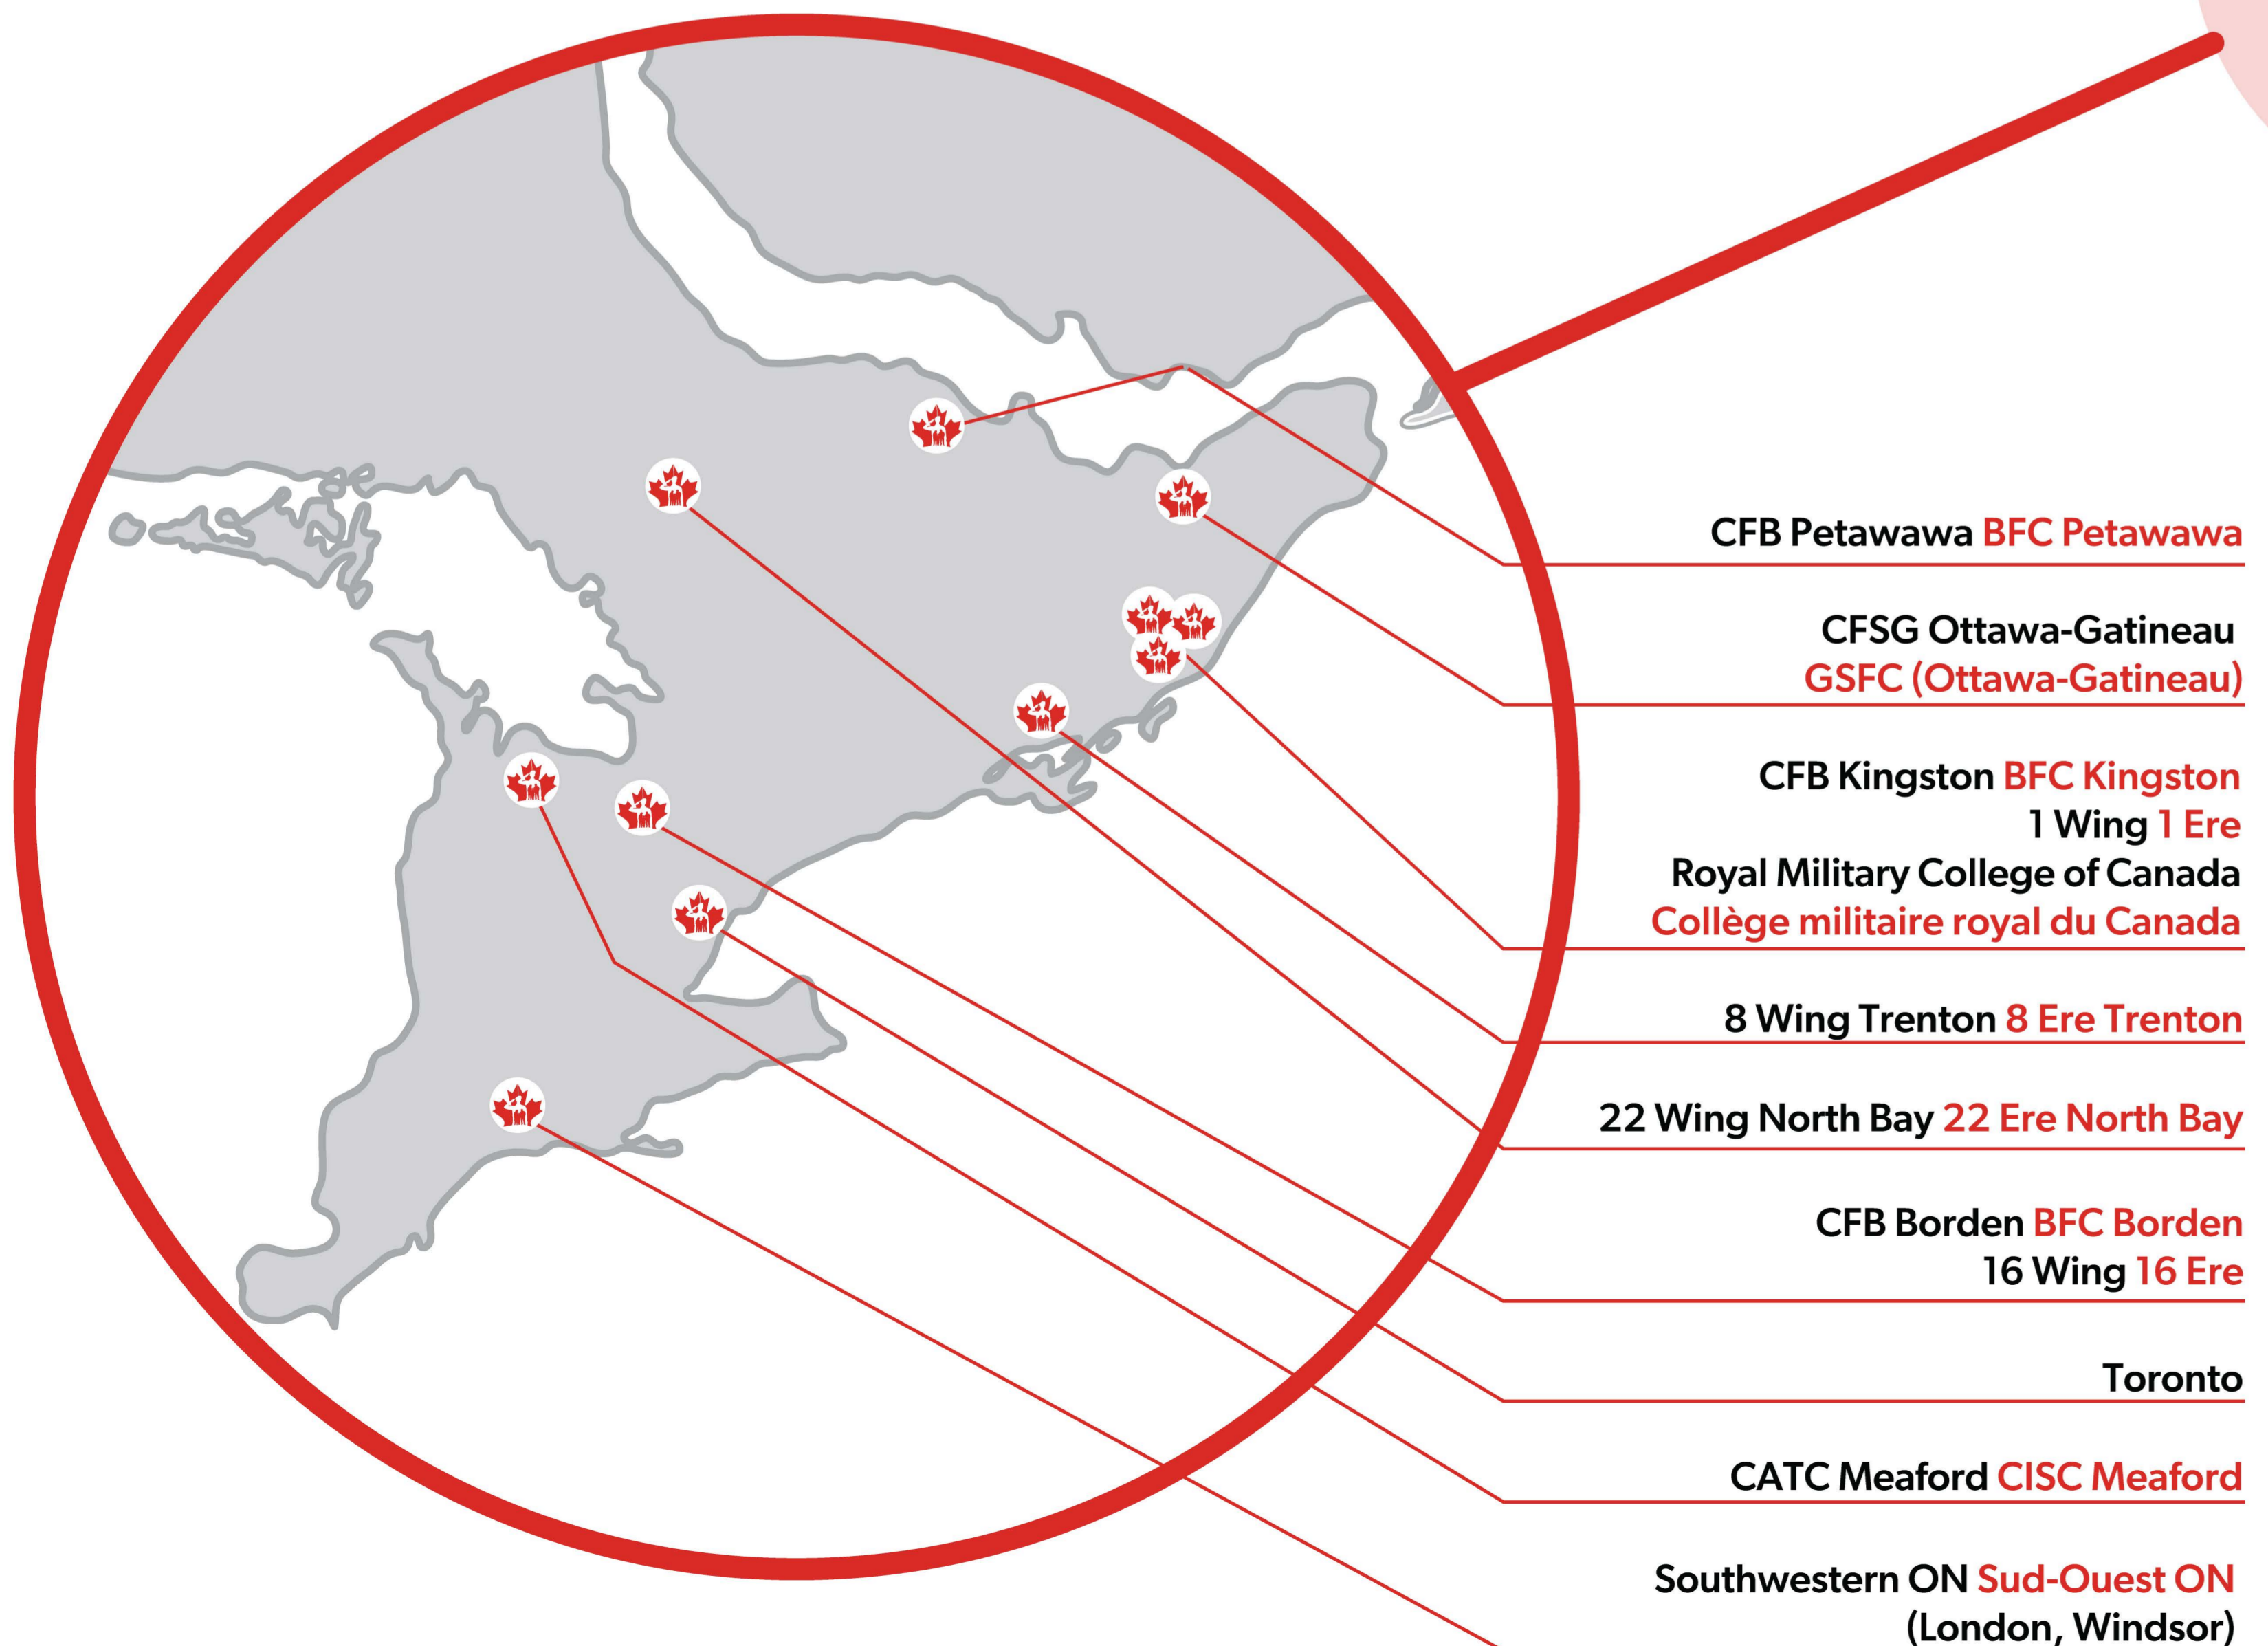 CFB Petawawa BFC Petawawa
CFSG Ottawa-Gatineau
GSFC (Ottawa-Gatineau)
CFB Kingston BFC Kingston
1 Wing 1 Ere
Royal Military College of Canada
Collège militaire royal du Canada
8 Wing Trenton 8 Ere Trenton
22 Wing North Bay 22 Ere North Bay
CFB Borden BFC Borden
16 Wing 16 Ere
Toronto
CATC Meaford CISC Meaford
Southwestern ON Sud-Ouest ON
(London, Windsor)